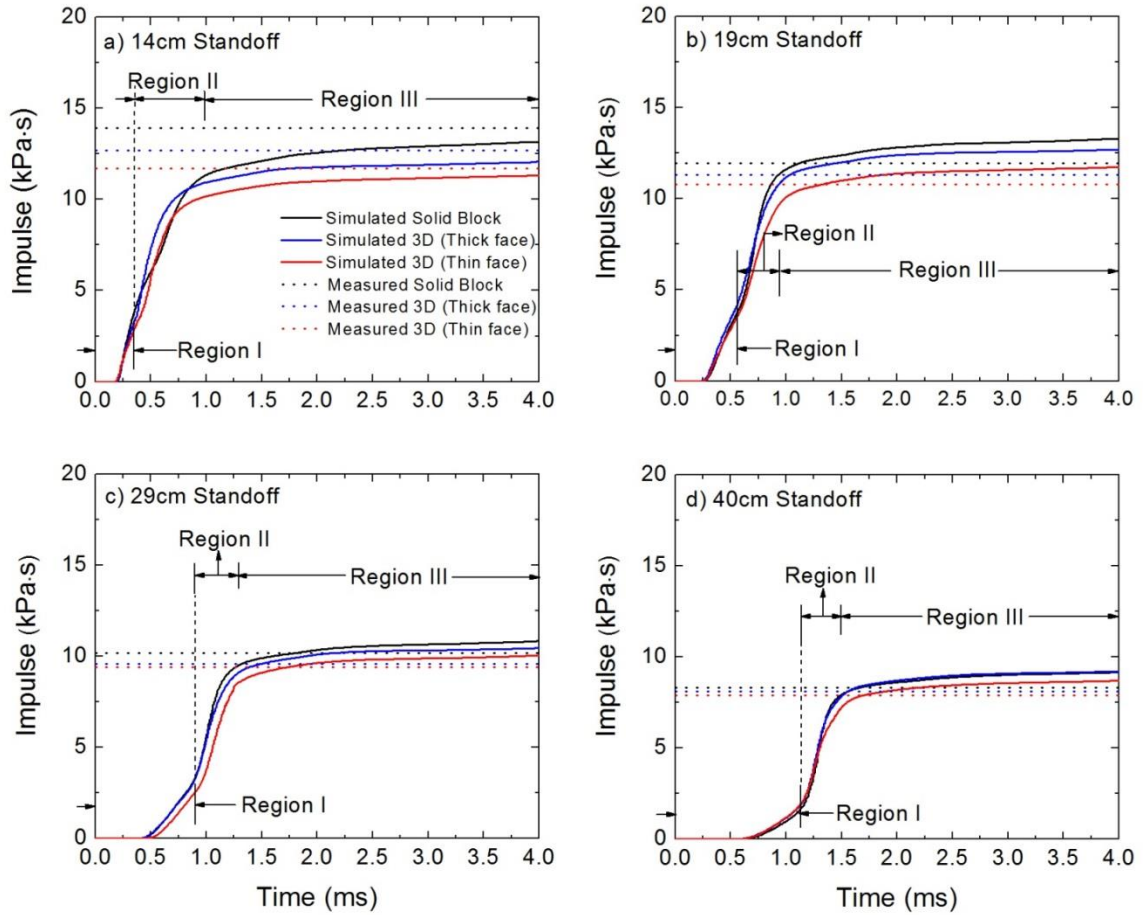 a) 14cm Standoff
Region II
Region III
Simulated Solid Block
Simulated 3D (Thick face)
Simulated 3D (Thin face)
Measured Solid Block
Measured 3D (Thick face)
Measured 3D (Thin face)
Region I
Impulse (kPa·s)
20
15
10
5
0
0.0 0.5 1.0 1.5 2.0 2.5 3.0 3.5 4.0
b) 19cm Standoff
Region II
Region III
Region I
Impulse (kPa·s)
20
15
10
5
0
0.0 0.5 1.0 1.5 2.0 2.5 3.0 3.5 4.0
c) 29cm Standoff
Region II
Region III
Region I
Impulse (kPa·s)
20
15
10
5
0
0.0 0.5 1.0 1.5 2.0 2.5 3.0 3.5 4.0
Time (ms)
d) 40cm Standoff
Region II
Region III
Region I
Impulse (kPa·s)
20
15
10
5
0
0.0 0.5 1.0 1.5 2.0 2.5 3.0 3.5 4.0
Time (ms)